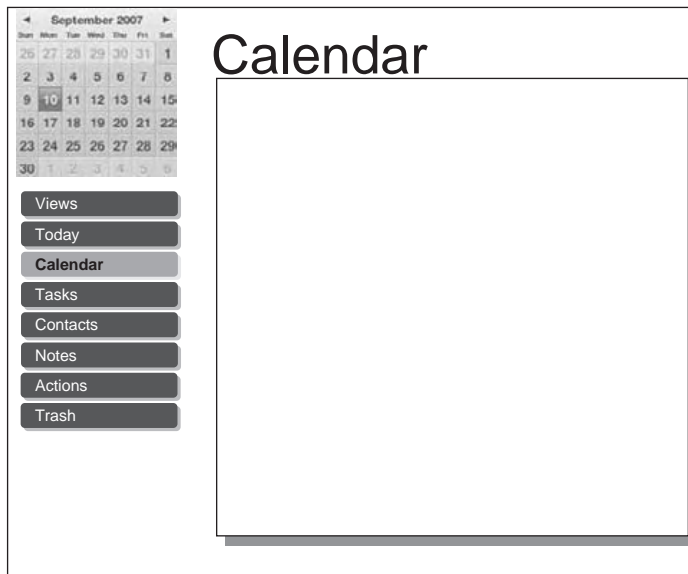 ◄ September 2007 ►
Sun Mon Tue Wed Thu Fri Sat
26 27 28 29 30 31 1
2 3 4 5 6 7 8
9 10 11 12 13 14 15
16 17 18 19 20 21 22
23 24 25 26 27 28 29
30 1 2 3 4 5 6
Views
Today
Calendar
Tasks
Contacts
Notes
Actions
Trash
Calendar